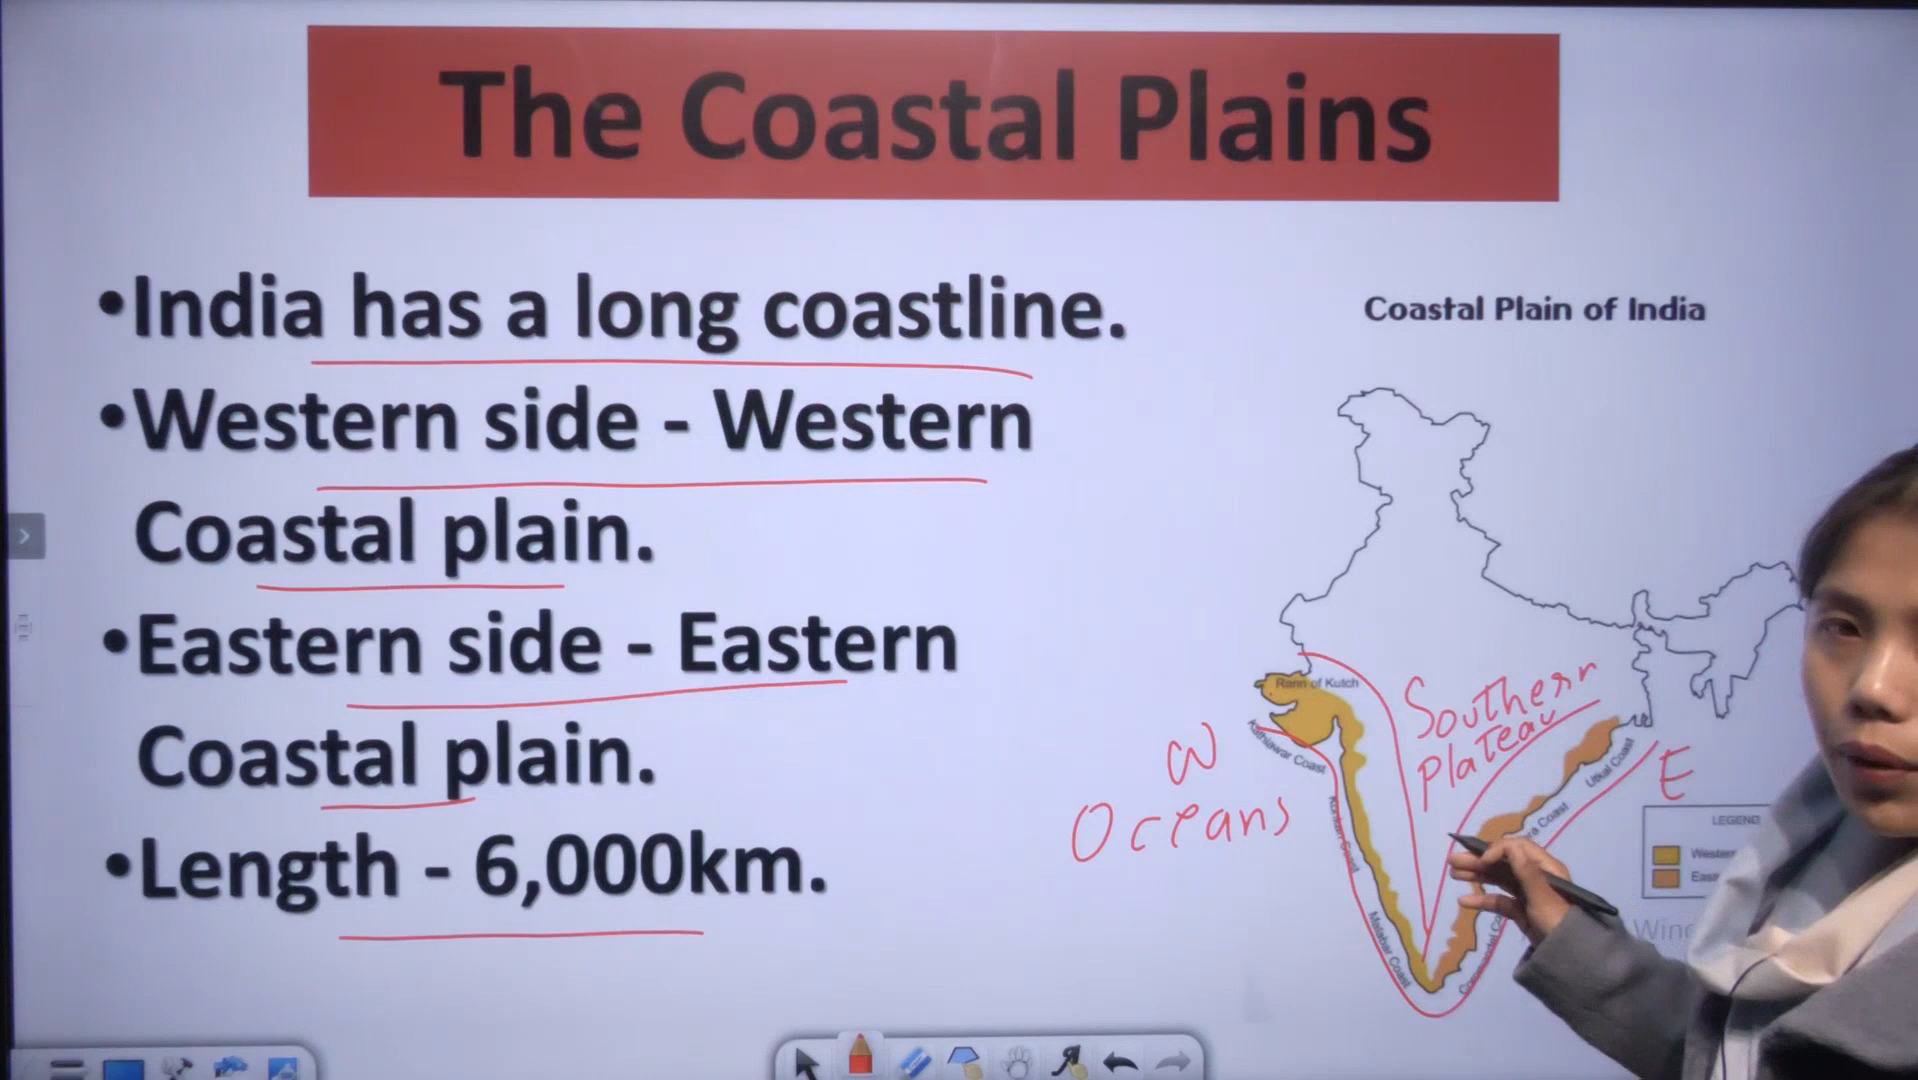 The Coastal Plains
•India has a long coastline.
•Western side - Western
Coastal plain.
•Eastern side - Eastern
Coastal plain.
•Length - 6,000km.
Coastal Plain of India
Rann of Kutch
Kathiawar Coast
Konkan Coast
Malabar Coast
Utkal Coast
Coast
Southern
Plateau
W
Oceans
E
LEGEND